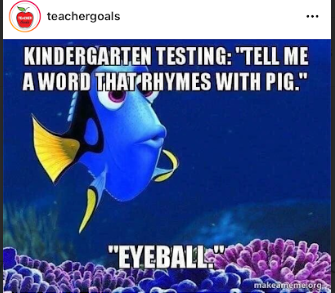 teachergoals
KINDERGARTEN TESTING: "TELL ME
A WORD THAT RHYMES WITH PIG."
"EYEBALL."
makeameme.org